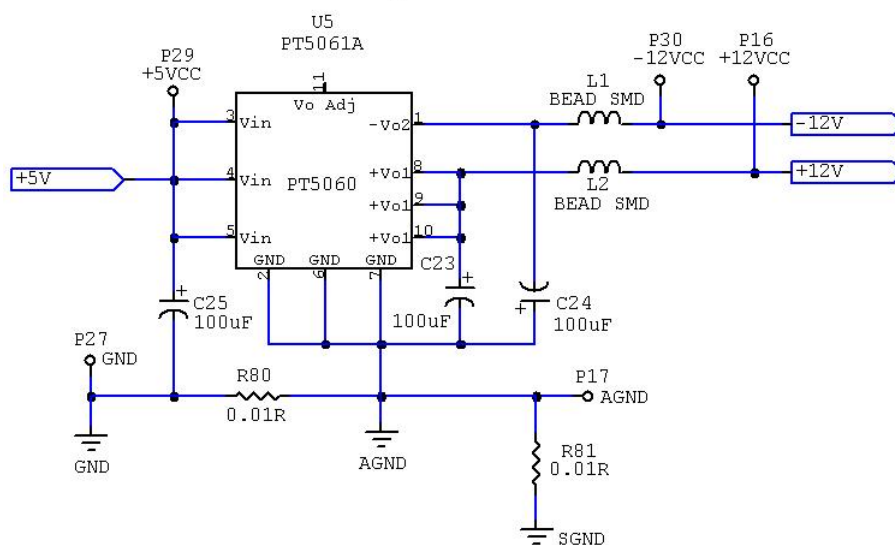 U5
PT5061A
P29
+5VCC
P30
-12VCC
P16
+12VCC
11
Vo Adj
L1
BEAD SMD
3
Vin
-Vo2
1
-12V
+5V
4
Vin
PT5060
+Vo1
8
+12V
L2
BEAD SMD
+Vo1
9
5
Vin
+Vo1
10
GND
GND
GND
2
6
7
C23
+
100uF
C24
+
100uF
+
C25
100uF
P27
GND
R80
0.01R
P17
AGND
GND
AGND
R81
0.01R
SGND